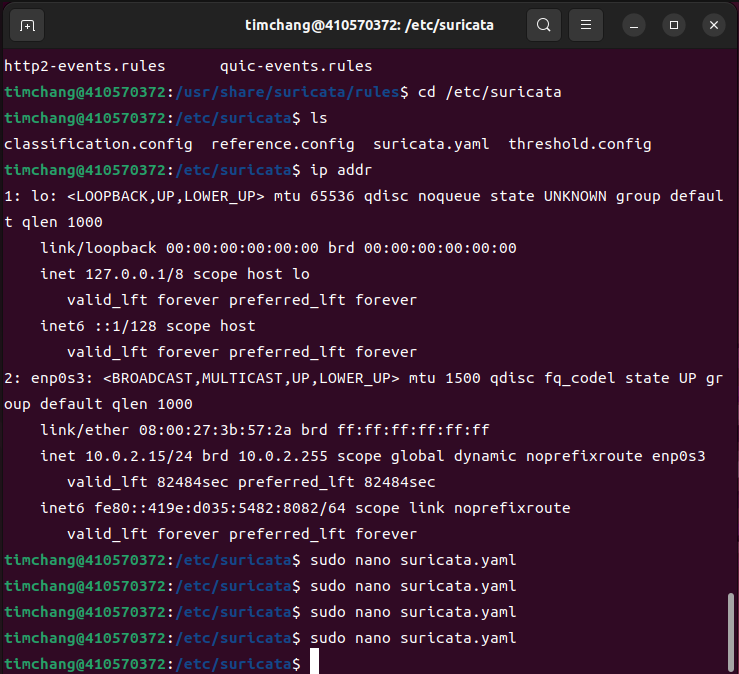 timchang@410570372: /etc/suricata
http2-events.rules      quic-events.rules
timchang@410570372:/usr/share/suricata/rules$ cd /etc/suricata
timchang@410570372:/etc/suricata$ ls
classification.config  reference.config  suricata.yaml  threshold.config
timchang@410570372:/etc/suricata$ ip addr
1: lo: <LOOPBACK,UP,LOWER_UP> mtu 65536 qdisc noqueue state UNKNOWN group defaul
t qlen 1000
    link/loopback 00:00:00:00:00:00 brd 00:00:00:00:00:00
    inet 127.0.0.1/8 scope host lo
       valid_lft forever preferred_lft forever
    inet6 ::1/128 scope host
       valid_lft forever preferred_lft forever
2: enp0s3: <BROADCAST,MULTICAST,UP,LOWER_UP> mtu 1500 qdisc fq_codel state UP gr
oup default qlen 1000
    link/ether 08:00:27:3b:57:2a brd ff:ff:ff:ff:ff:ff
    inet 10.0.2.15/24 brd 10.0.2.255 scope global dynamic noprefixroute enp0s3
       valid_lft 82484sec preferred_lft 82484sec
    inet6 fe80::419e:d035:5482:8082/64 scope link noprefixroute
       valid_lft forever preferred_lft forever
timchang@410570372:/etc/suricata$ sudo nano suricata.yaml
timchang@410570372:/etc/suricata$ sudo nano suricata.yaml
timchang@410570372:/etc/suricata$ sudo nano suricata.yaml
timchang@410570372:/etc/suricata$ sudo nano suricata.yaml
timchang@410570372:/etc/suricata$